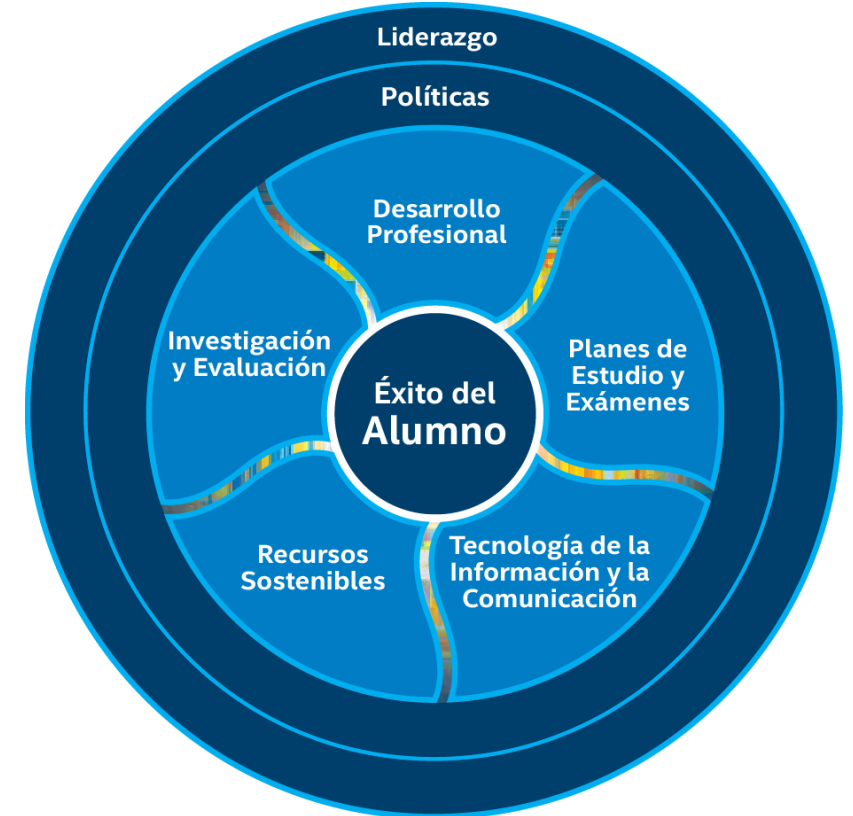 Liderazgo
Políticas
Desarrollo
Profesional
Investigación
y Evaluación
Planes de
Estudio y
Exámenes
Éxito del
Alumno
Recursos
Sostenibles
Tecnología de la
Información y la
Comunicación